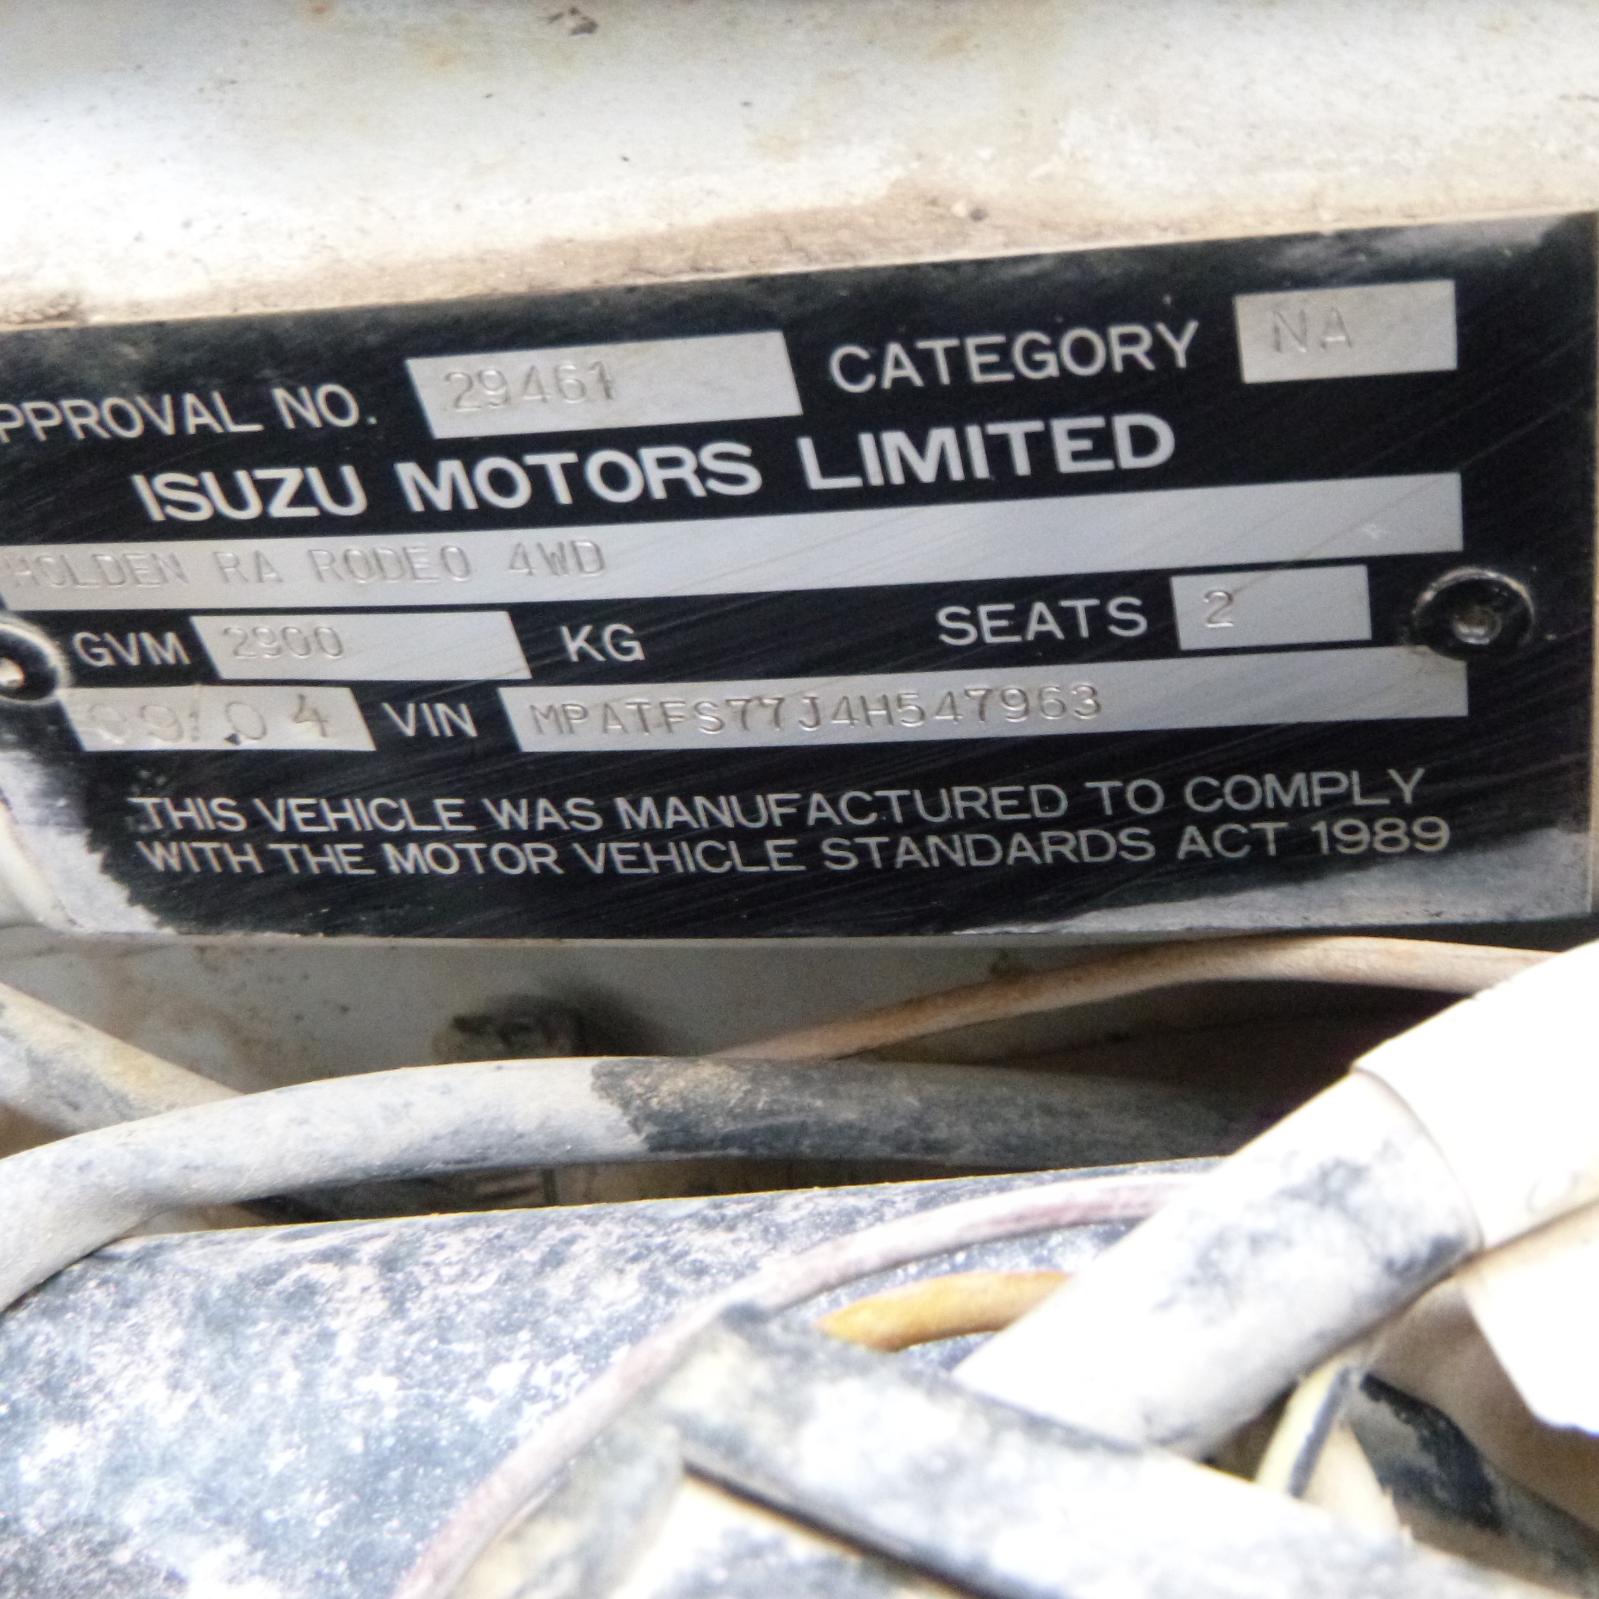 PPROVAL NO. 29461 CATEGORY NA
ISUZU MOTORS LIMITED
HOLDEN RA RODEO 4WD
GVM 2900 KG SEATS 2
09/04 VIN MPATFS77J4H547963
THIS VEHICLE WAS MANUFACTURED TO COMPLY
WITH THE MOTOR VEHICLE STANDARDS ACT 1989